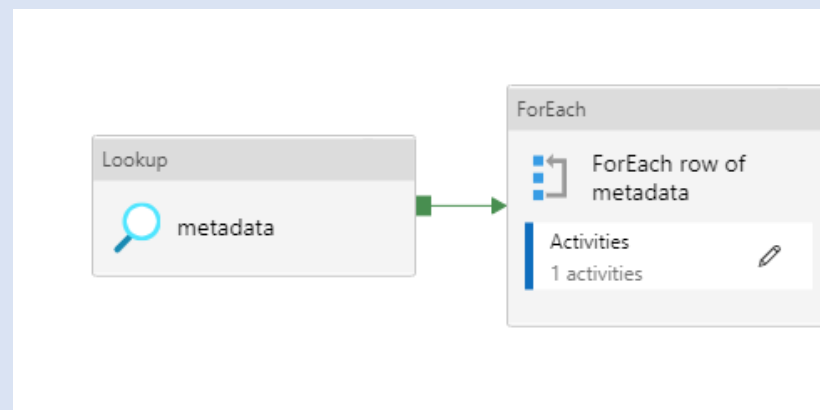 Lookup
metadata
ForEach
ForEach row of
metadata
Activities
1 activities